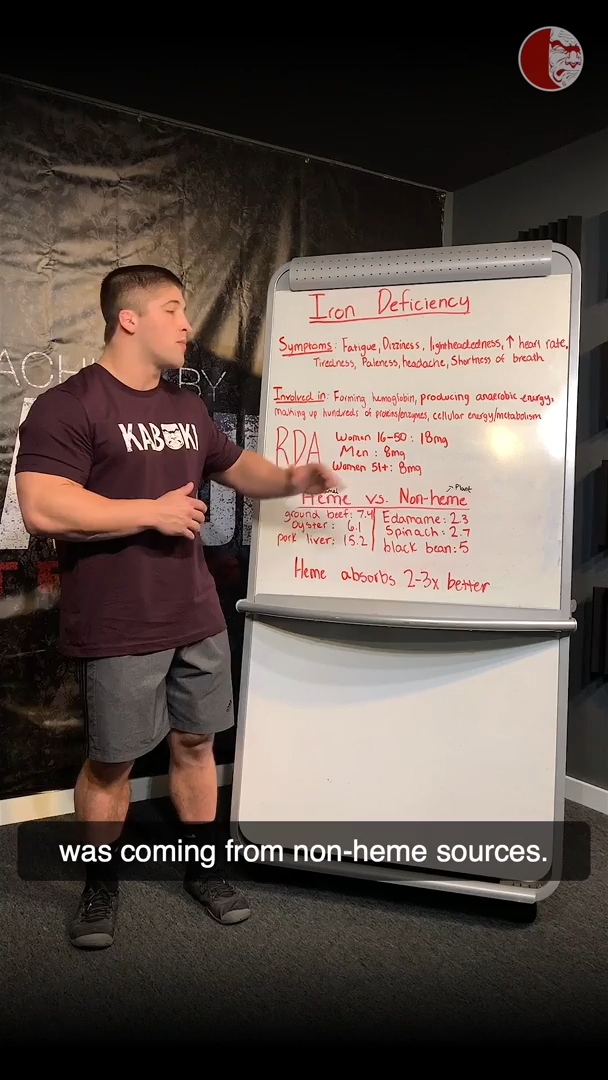 Iron Deficiency
Symptoms: Fatigue, Dizziness, lightheadedness, ↑ heart rate,
Tiredness, Paleness, headache, Shortness of breath
Involved in: Forming hemoglobin, producing anaerobic energy,
making up hundreds of proteins/enzymes, cellular energy/metabolism
RDA
Women 16-50: 18mg
Men: 8mg
Women 51+: 8mg
Heme vs. Non-heme
→ Plant
ground beef: 7.4
oyster: 6.1
pork liver: 15.2
Edamame: 2.3
Spinach: 2.7
black bean: 5
Heme absorbs 2-3x better
KABUKI
BY
was coming from non-heme sources.